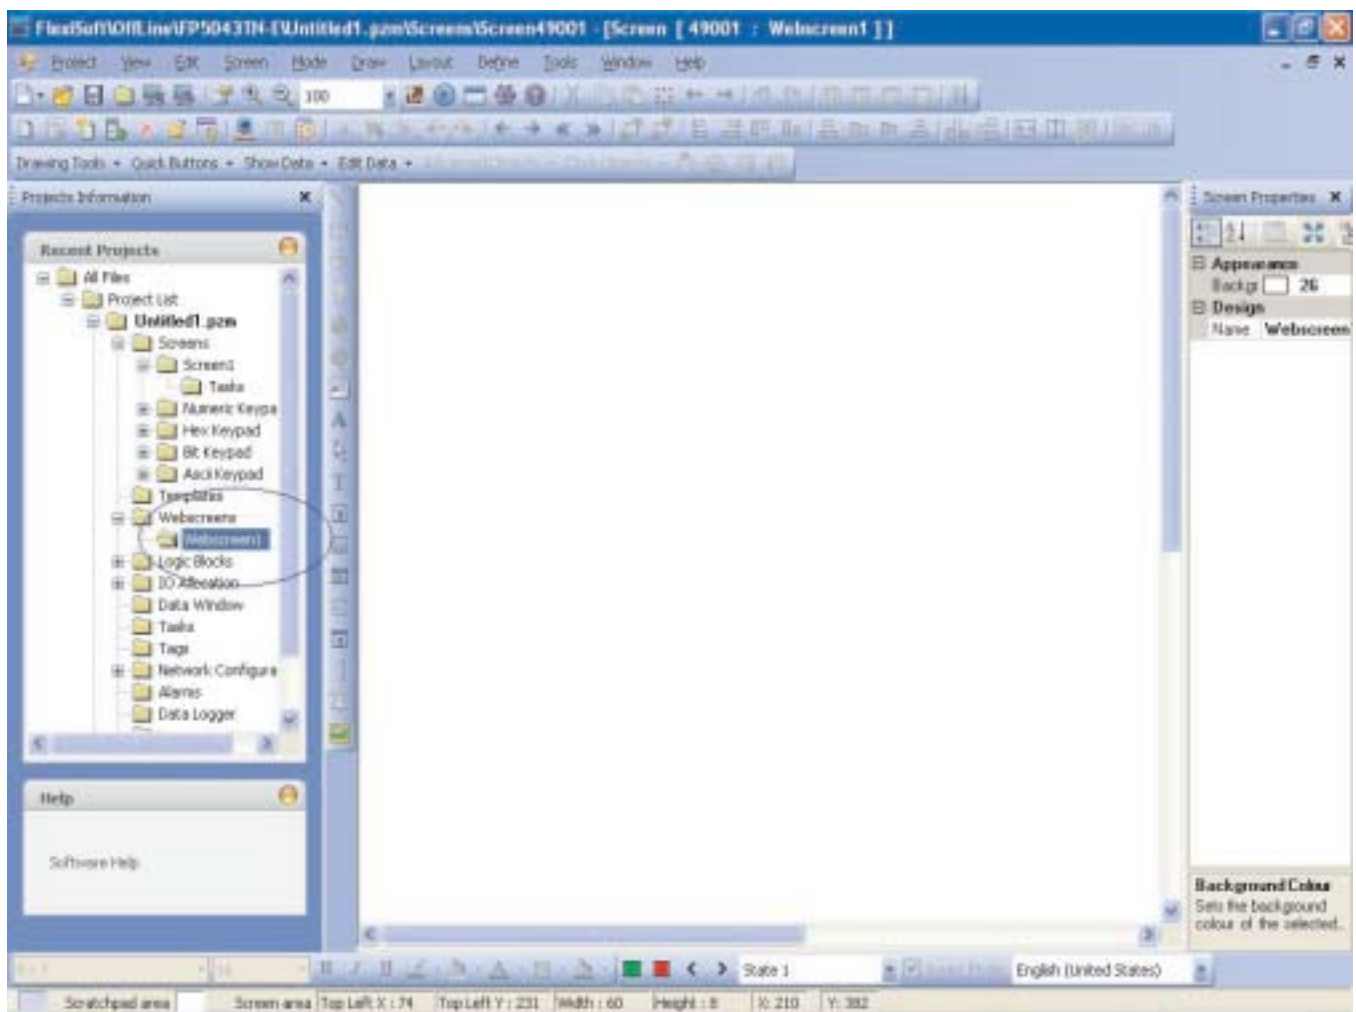 FlexiSoft\OffLine\FP5043TN-E\Untitled1.pzm\Screens\Screen49001 - [Screen [ 49001 : Webscreen1 ] ]
Project View Edit Screen Mode Draw Layout Define Tools Window Help
100
Drawing Tools Quick Buttons Show Data Edit Data
Projects Information
Recent Projects
All Files
Project List
Untitled1.pzm
Screens
Screen1
Tasks
Numeric Keypa
Hex Keypad
Bit Keypad
Ascii Keypad
Templates
Webscreens
Webscreen1
Logic Blocks
IO Allocation
Data Window
Tasks
Tags
Network Configura
Alarms
Data Logger
Help
Software Help
Screen Properties
Appearance
Backgr 26
Design
Name Webscreen
Background Colour
Sets the background
colour of the selected..
State 1
English (United States)
Scratchpad area Screen area Top Left X : 74 Top Left Y : 231 Width : 60 Height : 8 X: 210 Y: 382